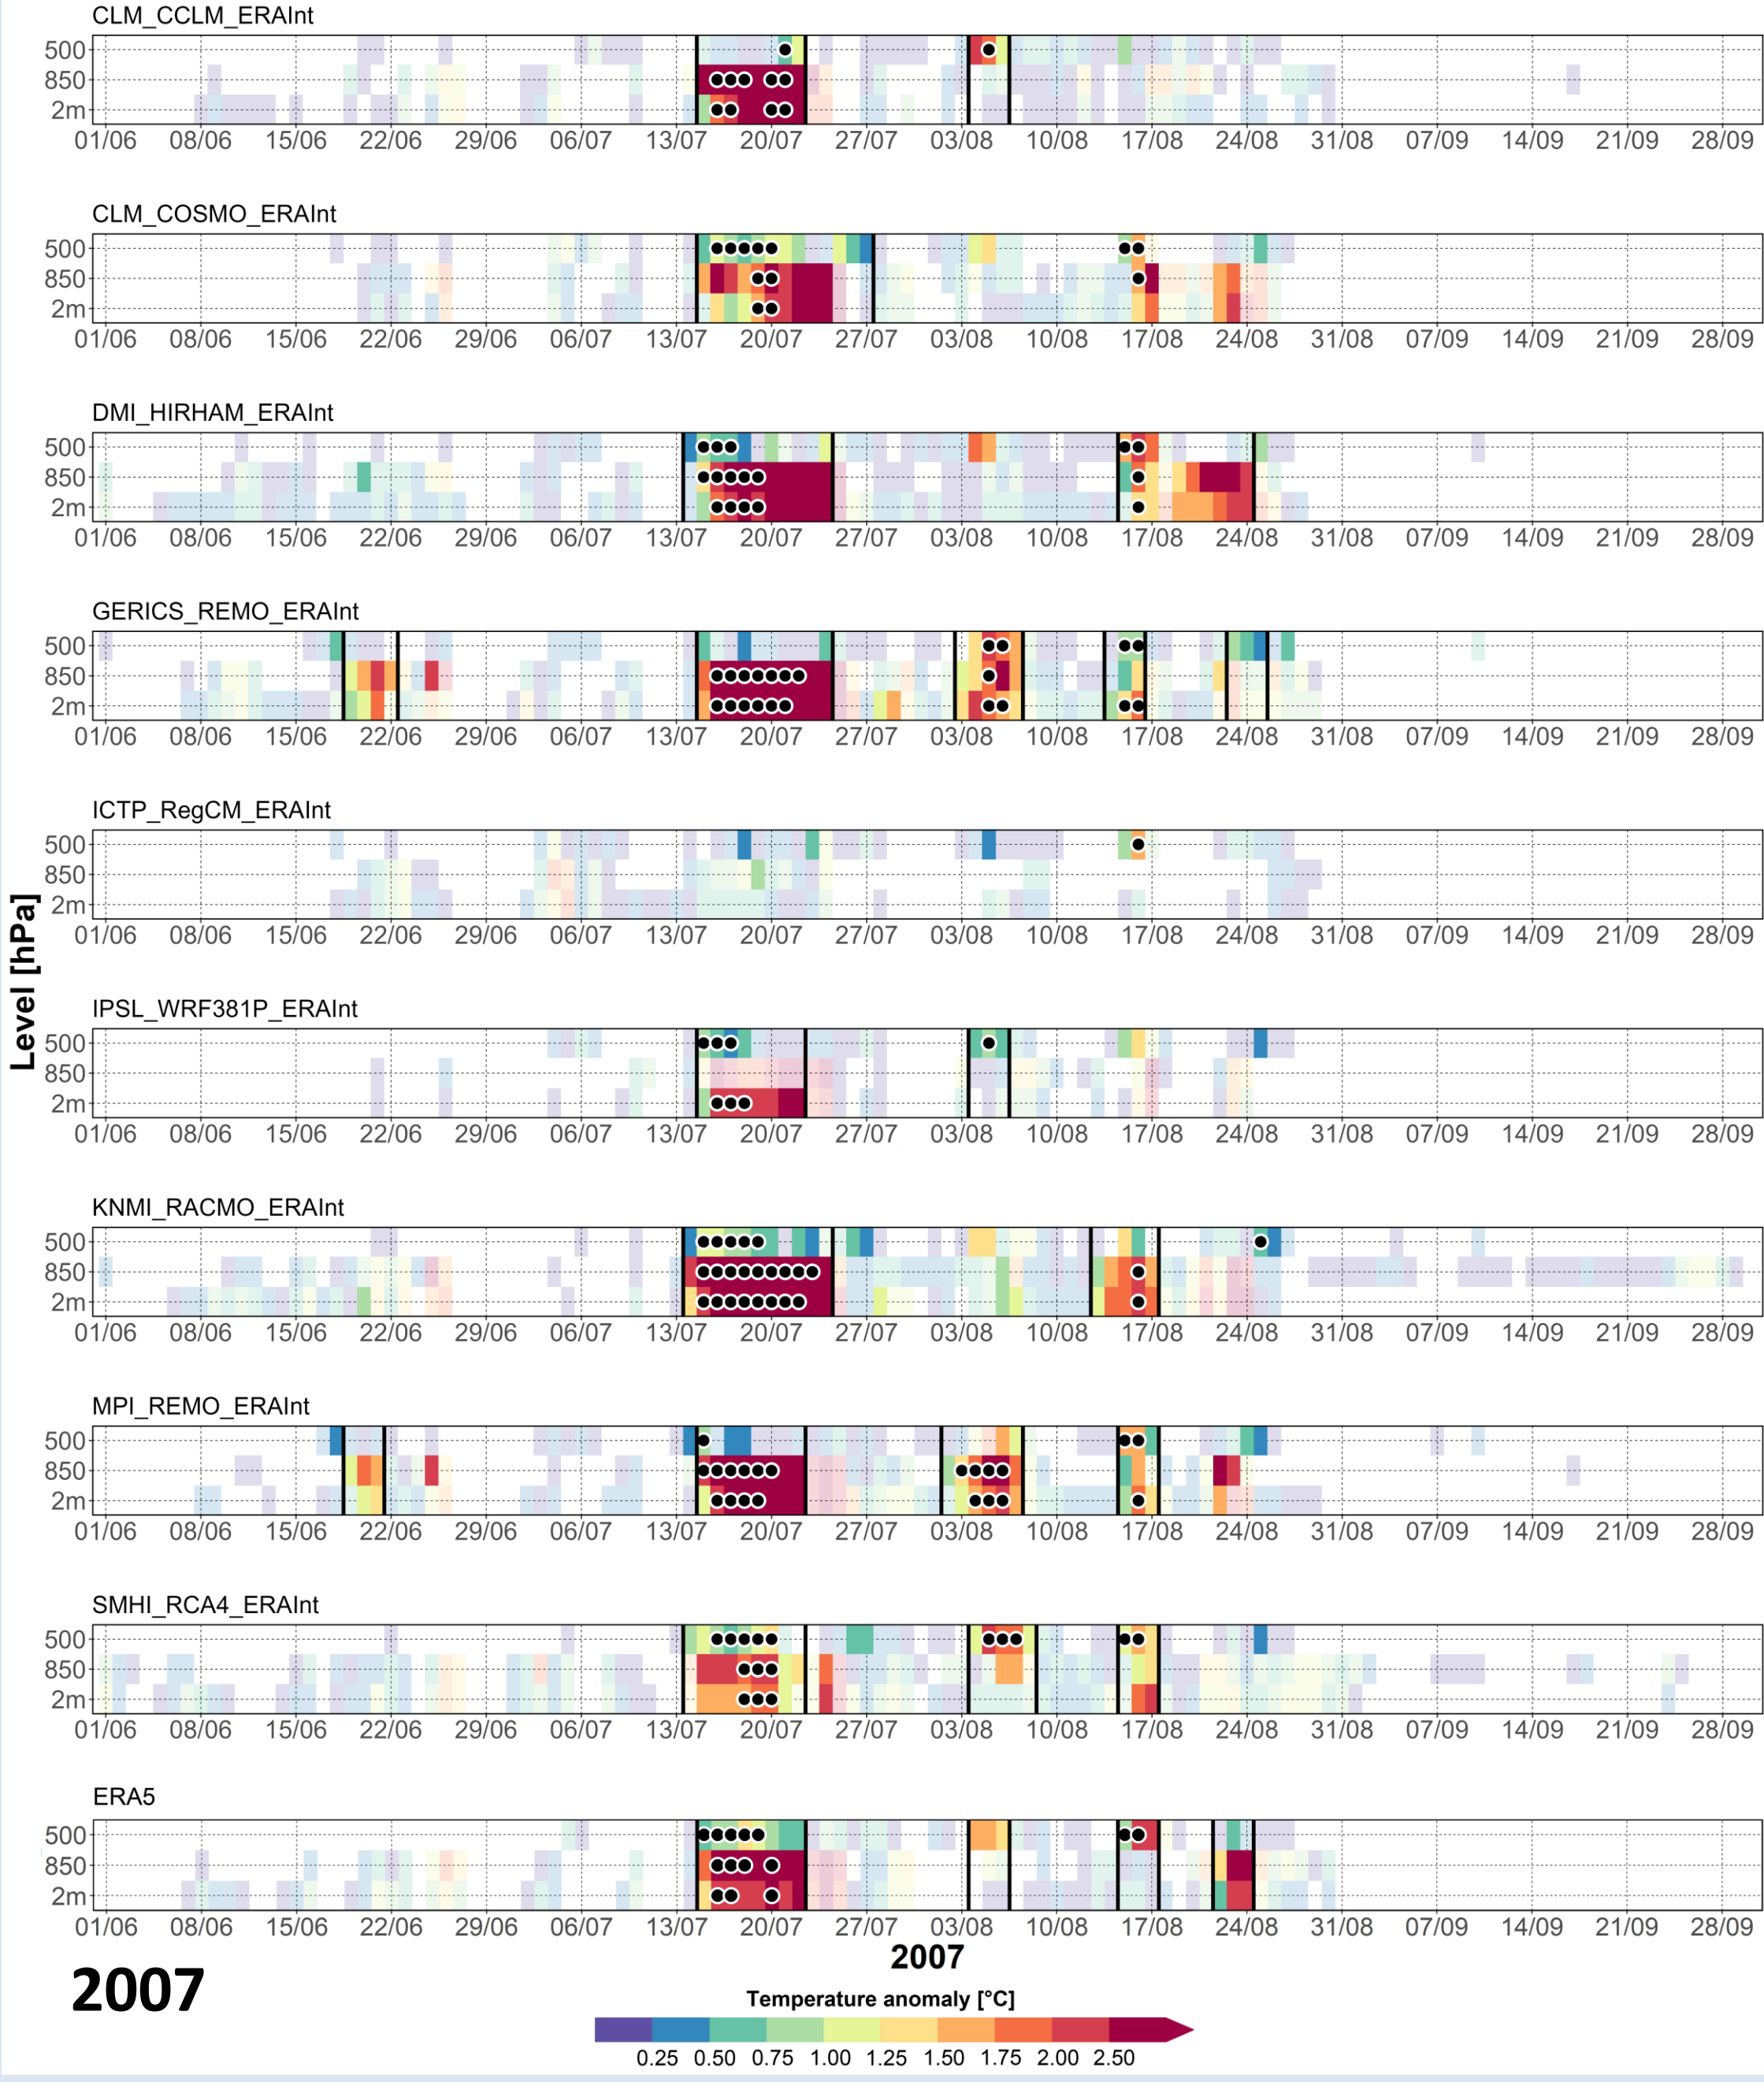 CLM_CCLM_ERAInt
500
850
2m
01/06 08/06 15/06 22/06 29/06 06/07 13/07 20/07 27/07 03/08 10/08 17/08 24/08 31/08 07/09 14/09 21/09 28/09
CLM_COSMO_ERAInt
500
850
2m
01/06 08/06 15/06 22/06 29/06 06/07 13/07 20/07 27/07 03/08 10/08 17/08 24/08 31/08 07/09 14/09 21/09 28/09
DMI_HIRHAM_ERAInt
500
850
2m
01/06 08/06 15/06 22/06 29/06 06/07 13/07 20/07 27/07 03/08 10/08 17/08 24/08 31/08 07/09 14/09 21/09 28/09
GERICS_REMO_ERAInt
500
850
2m
01/06 08/06 15/06 22/06 29/06 06/07 13/07 20/07 27/07 03/08 10/08 17/08 24/08 31/08 07/09 14/09 21/09 28/09
ICTP_RegCM_ERAInt
500
850
2m
01/06 08/06 15/06 22/06 29/06 06/07 13/07 20/07 27/07 03/08 10/08 17/08 24/08 31/08 07/09 14/09 21/09 28/09
Level [hPa]
IPSL_WRF381P_ERAInt
500
850
2m
01/06 08/06 15/06 22/06 29/06 06/07 13/07 20/07 27/07 03/08 10/08 17/08 24/08 31/08 07/09 14/09 21/09 28/09
KNMI_RACMO_ERAInt
500
850
2m
01/06 08/06 15/06 22/06 29/06 06/07 13/07 20/07 27/07 03/08 10/08 17/08 24/08 31/08 07/09 14/09 21/09 28/09
MPI_REMO_ERAInt
500
850
2m
01/06 08/06 15/06 22/06 29/06 06/07 13/07 20/07 27/07 03/08 10/08 17/08 24/08 31/08 07/09 14/09 21/09 28/09
SMHI_RCA4_ERAInt
500
850
2m
01/06 08/06 15/06 22/06 29/06 06/07 13/07 20/07 27/07 03/08 10/08 17/08 24/08 31/08 07/09 14/09 21/09 28/09
ERA5
500
850
2m
01/06 08/06 15/06 22/06 29/06 06/07 13/07 20/07 27/07 03/08 10/08 17/08 24/08 31/08 07/09 14/09 21/09 28/09
2007
2007
Temperature anomaly [°C]
0.25 0.50 0.75 1.00 1.25 1.50 1.75 2.00 2.50